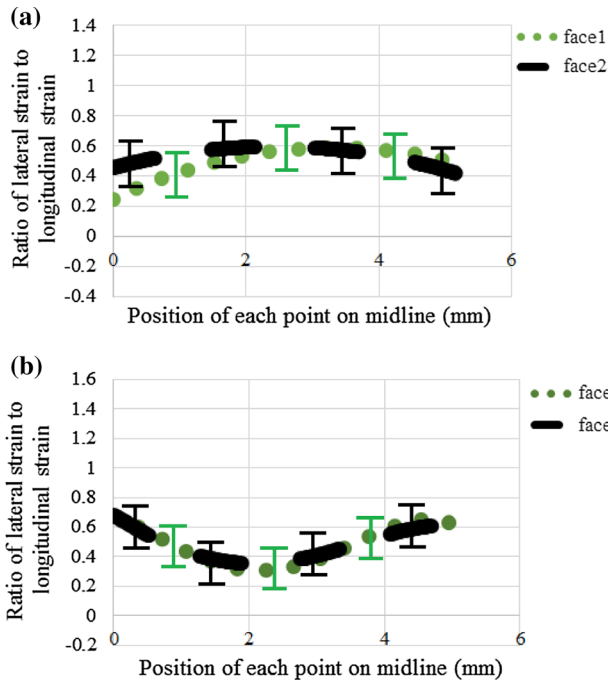 (a)
1.4
1.2
1
0.8
0.6
0.4
0.2
0
-0.2
-0.4
Ratio of lateral strain to
longitudinal strain
0 2 4 6
Position of each point on midline (mm)
face1
face2
(b)
1.6
1.4
1.2
1
0.8
0.6
0.4
0.2
0
-0.2
Ratio of lateral strain to
longitudinal strain
0 2 4 6
Position of each point on midline (mm)
face
face